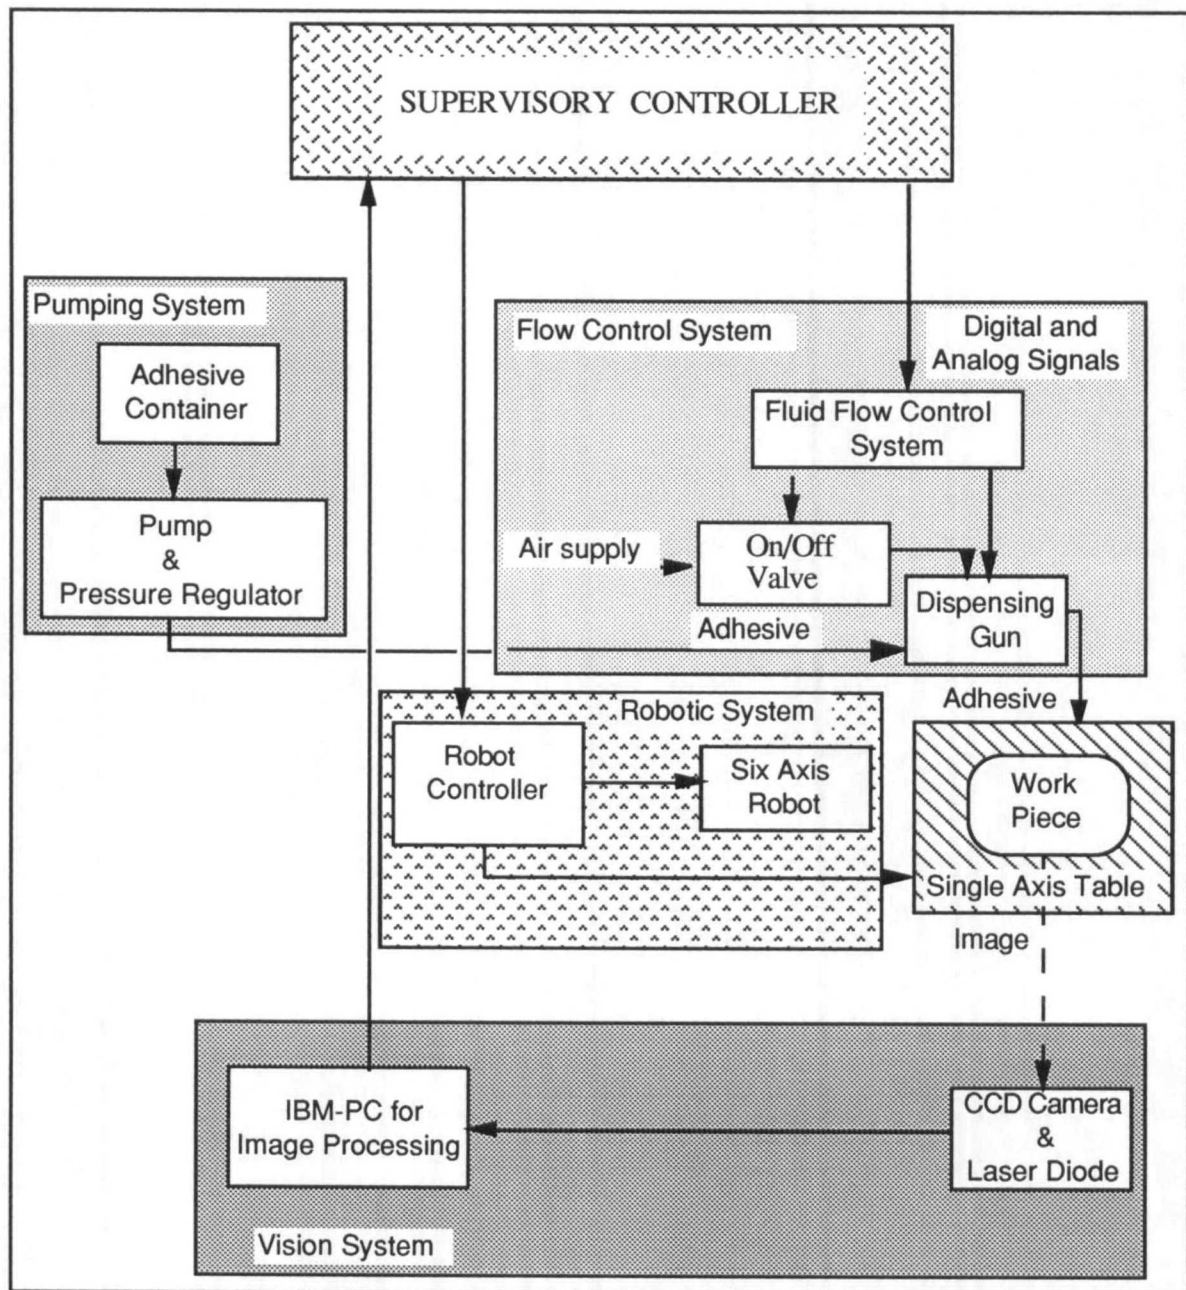 SUPERVISORY CONTROLLER
Pumping System
Adhesive
Container
Pump
&
Pressure Regulator
Flow Control System
Digital and
Analog Signals
Fluid Flow Control
System
Air supply
On/Off
Valve
Dispensing
Gun
Adhesive
Adhesive
Robotic System
Robot
Controller
Six Axis
Robot
Work
Piece
Single Axis Table
Image
IBM-PC for
Image Processing
CCD Camera
&
Laser Diode
Vision System